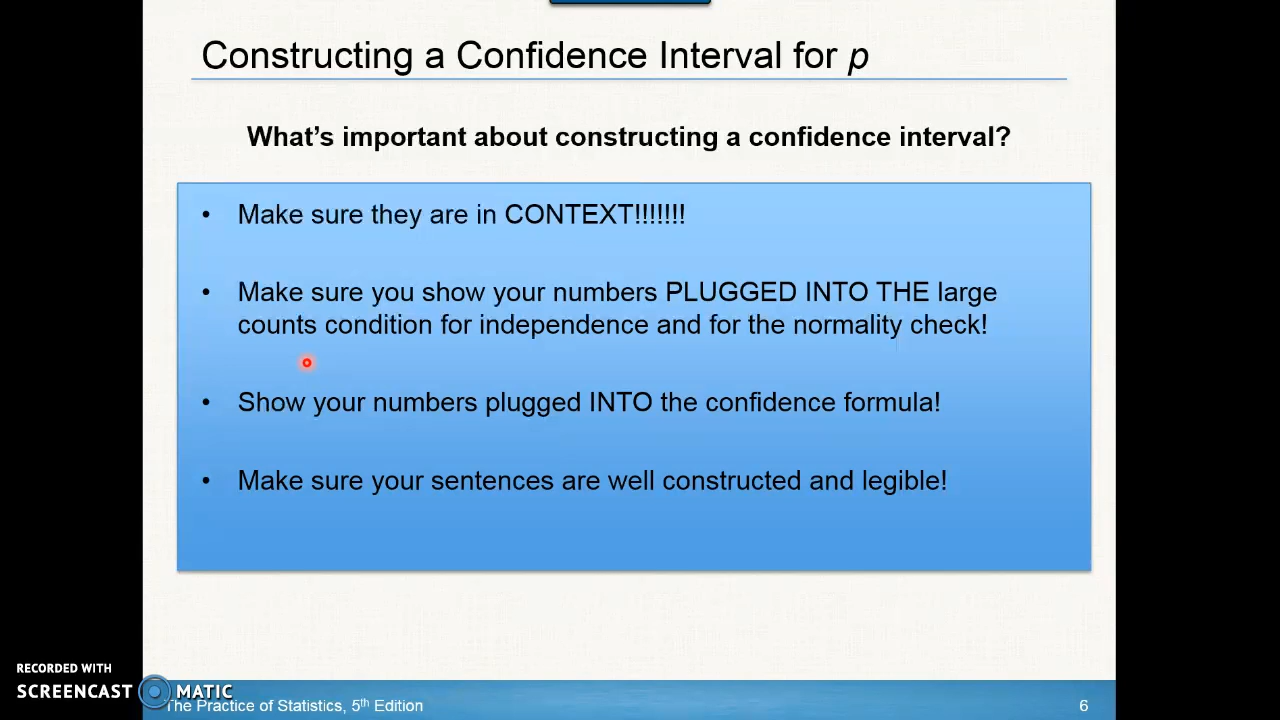 Constructing a Confidence Interval for p
What's important about constructing a confidence interval?
• Make sure they are in CONTEXT!!!!!!!
• Make sure you show your numbers PLUGGED INTO THE large
counts condition for independence and for the normality check!
• Show your numbers plugged INTO the confidence formula!
• Make sure your sentences are well constructed and legible!
RECORDED WITH
SCREENCAST MATIC
The Practice of Statistics, 5th Edition
6